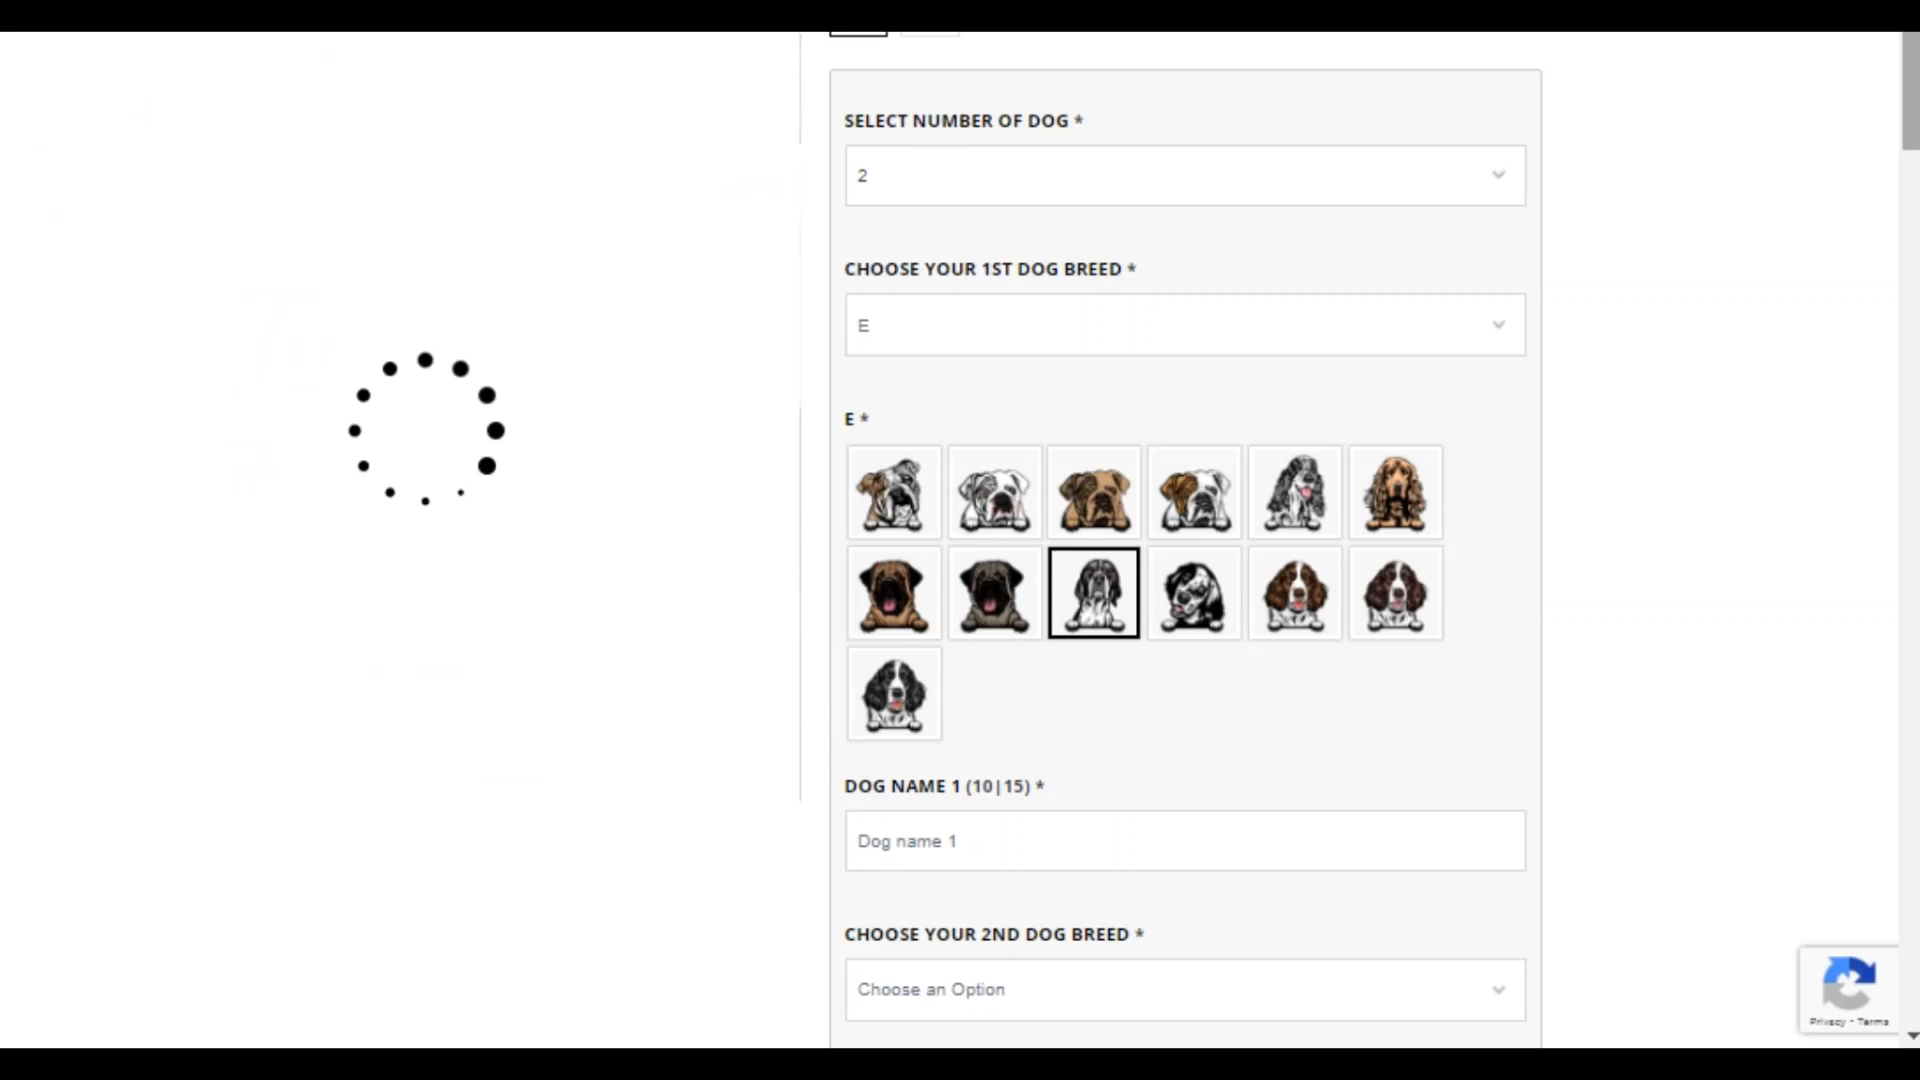 SELECT NUMBER OF DOG *
2
CHOOSE YOUR 1ST DOG BREED *
E
E *
DOG NAME 1 (10|15) *
Dog name 1
CHOOSE YOUR 2ND DOG BREED *
Choose an Option
Privacy - Terms